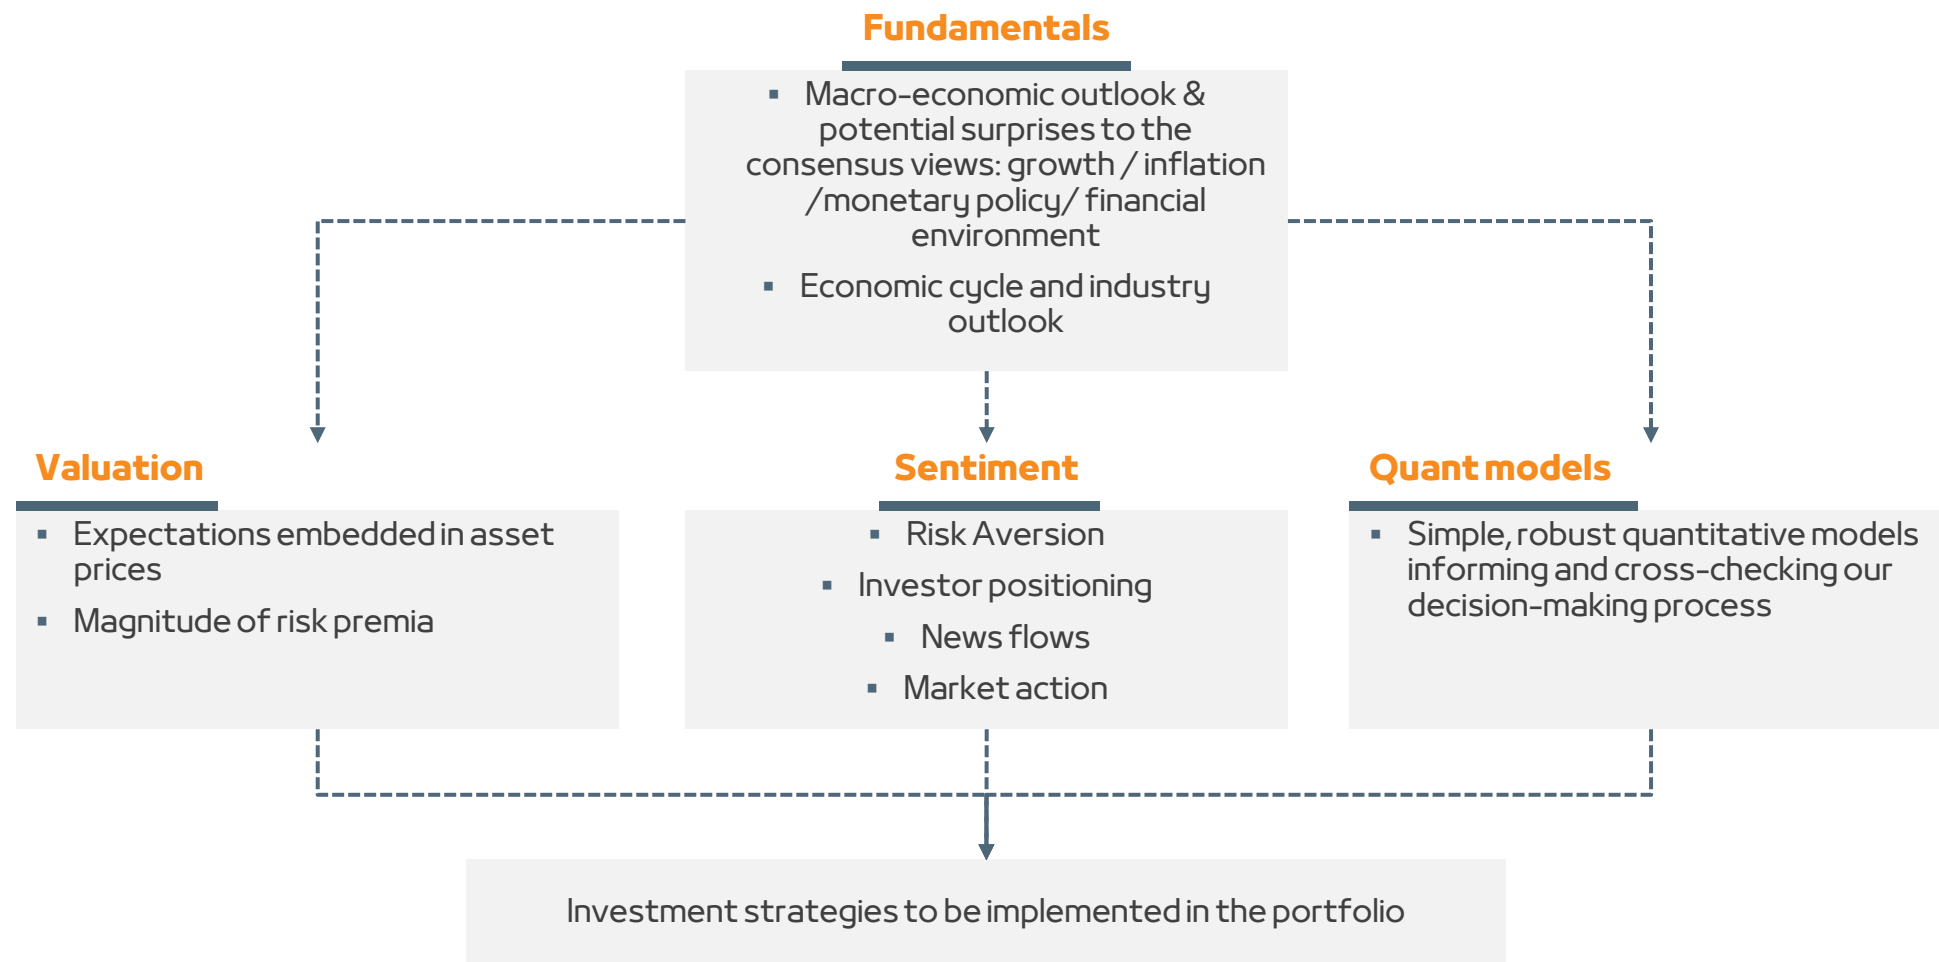 Fundamentals
▪ Macro-economic outlook &
potential surprises to the
consensus views: growth / inflation
/monetary policy/ financial
environment
▪ Economic cycle and industry
outlook
Valuation
▪ Expectations embedded in asset
prices
▪ Magnitude of risk premia
Sentiment
▪ Risk Aversion
▪ Investor positioning
▪ News flows
▪ Market action
Quant models
▪ Simple, robust quantitative models
informing and cross-checking our
decision-making process
Investment strategies to be implemented in the portfolio